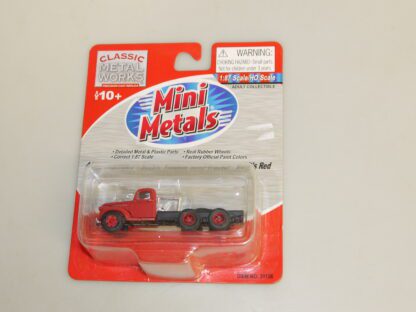 CLASSIC
METAL
WORKS
10+
WARNING:
CHOKING HAZARD - Small parts.
Not for children under 3 years.
1:87 Scale/HO Scale
ADULT COLLECTIBLE
Mini
Metals
• Detailed Metal & Plastic Parts • Real Rubber Wheels
• Correct 1:87 Scale • Factory Official Paint Colors
Red
ITEM NO.